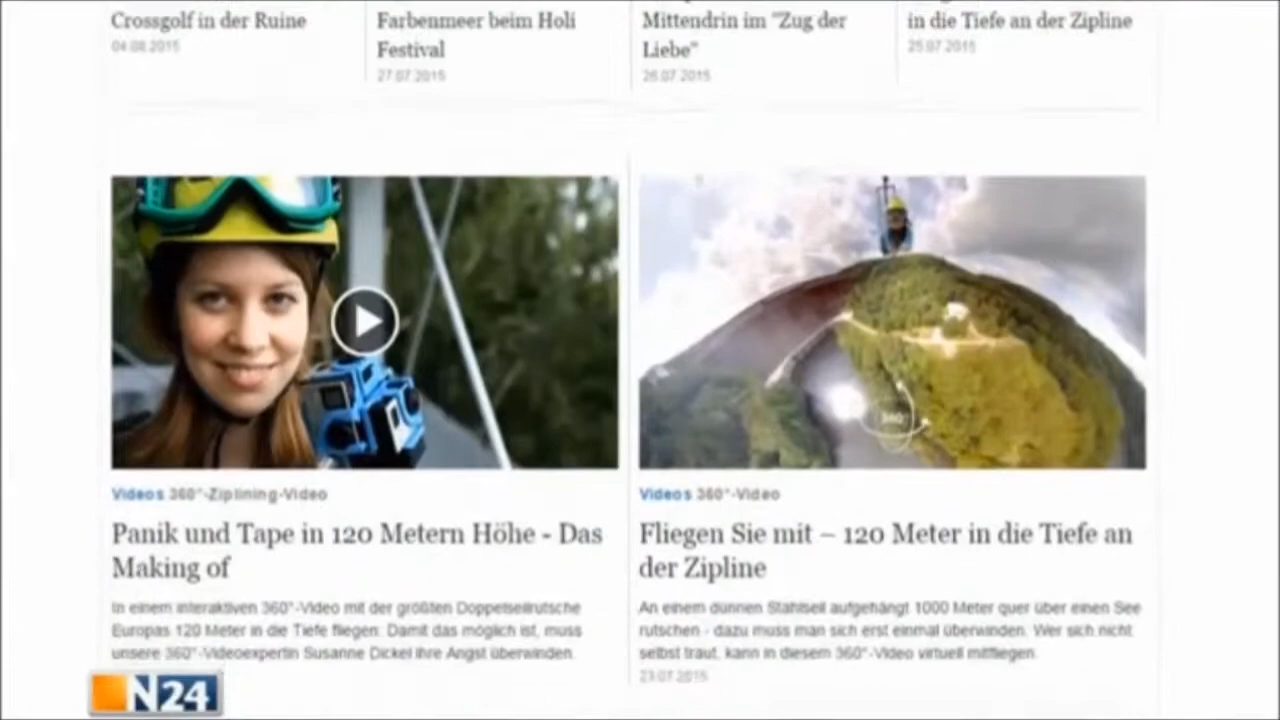 Crossgolf in der Ruine
04.08.2015
Farbenmeer beim Holi
Festival
27.07.2015
Mittendrin im "Zug der
Liebe"
26.07.2015
in die Tiefe an der Zipline
25.07.2015
Videos 360°-Ziplining-Video
Panik und Tape in 120 Metern Höhe - Das
Making of
In einem interaktiven 360°-Video mit der größten Doppelseilrutsche
Europas 120 Meter in die Tiefe fliegen: Damit das möglich ist, muss
unsere 360°-Videoexpertin Susanne Dickel ihre Angst überwinden.
360°
Videos 360°-Video
Fliegen Sie mit – 120 Meter in die Tiefe an
der Zipline
An einem dünnen Stahlseil aufgehängt 1000 Meter quer über einen See
rutschen - dazu muss man sich erst einmal überwinden. Wer sich nicht
selbst traut, kann in diesem 360°-Video virtuell mitfliegen.
23.07.2015
N24